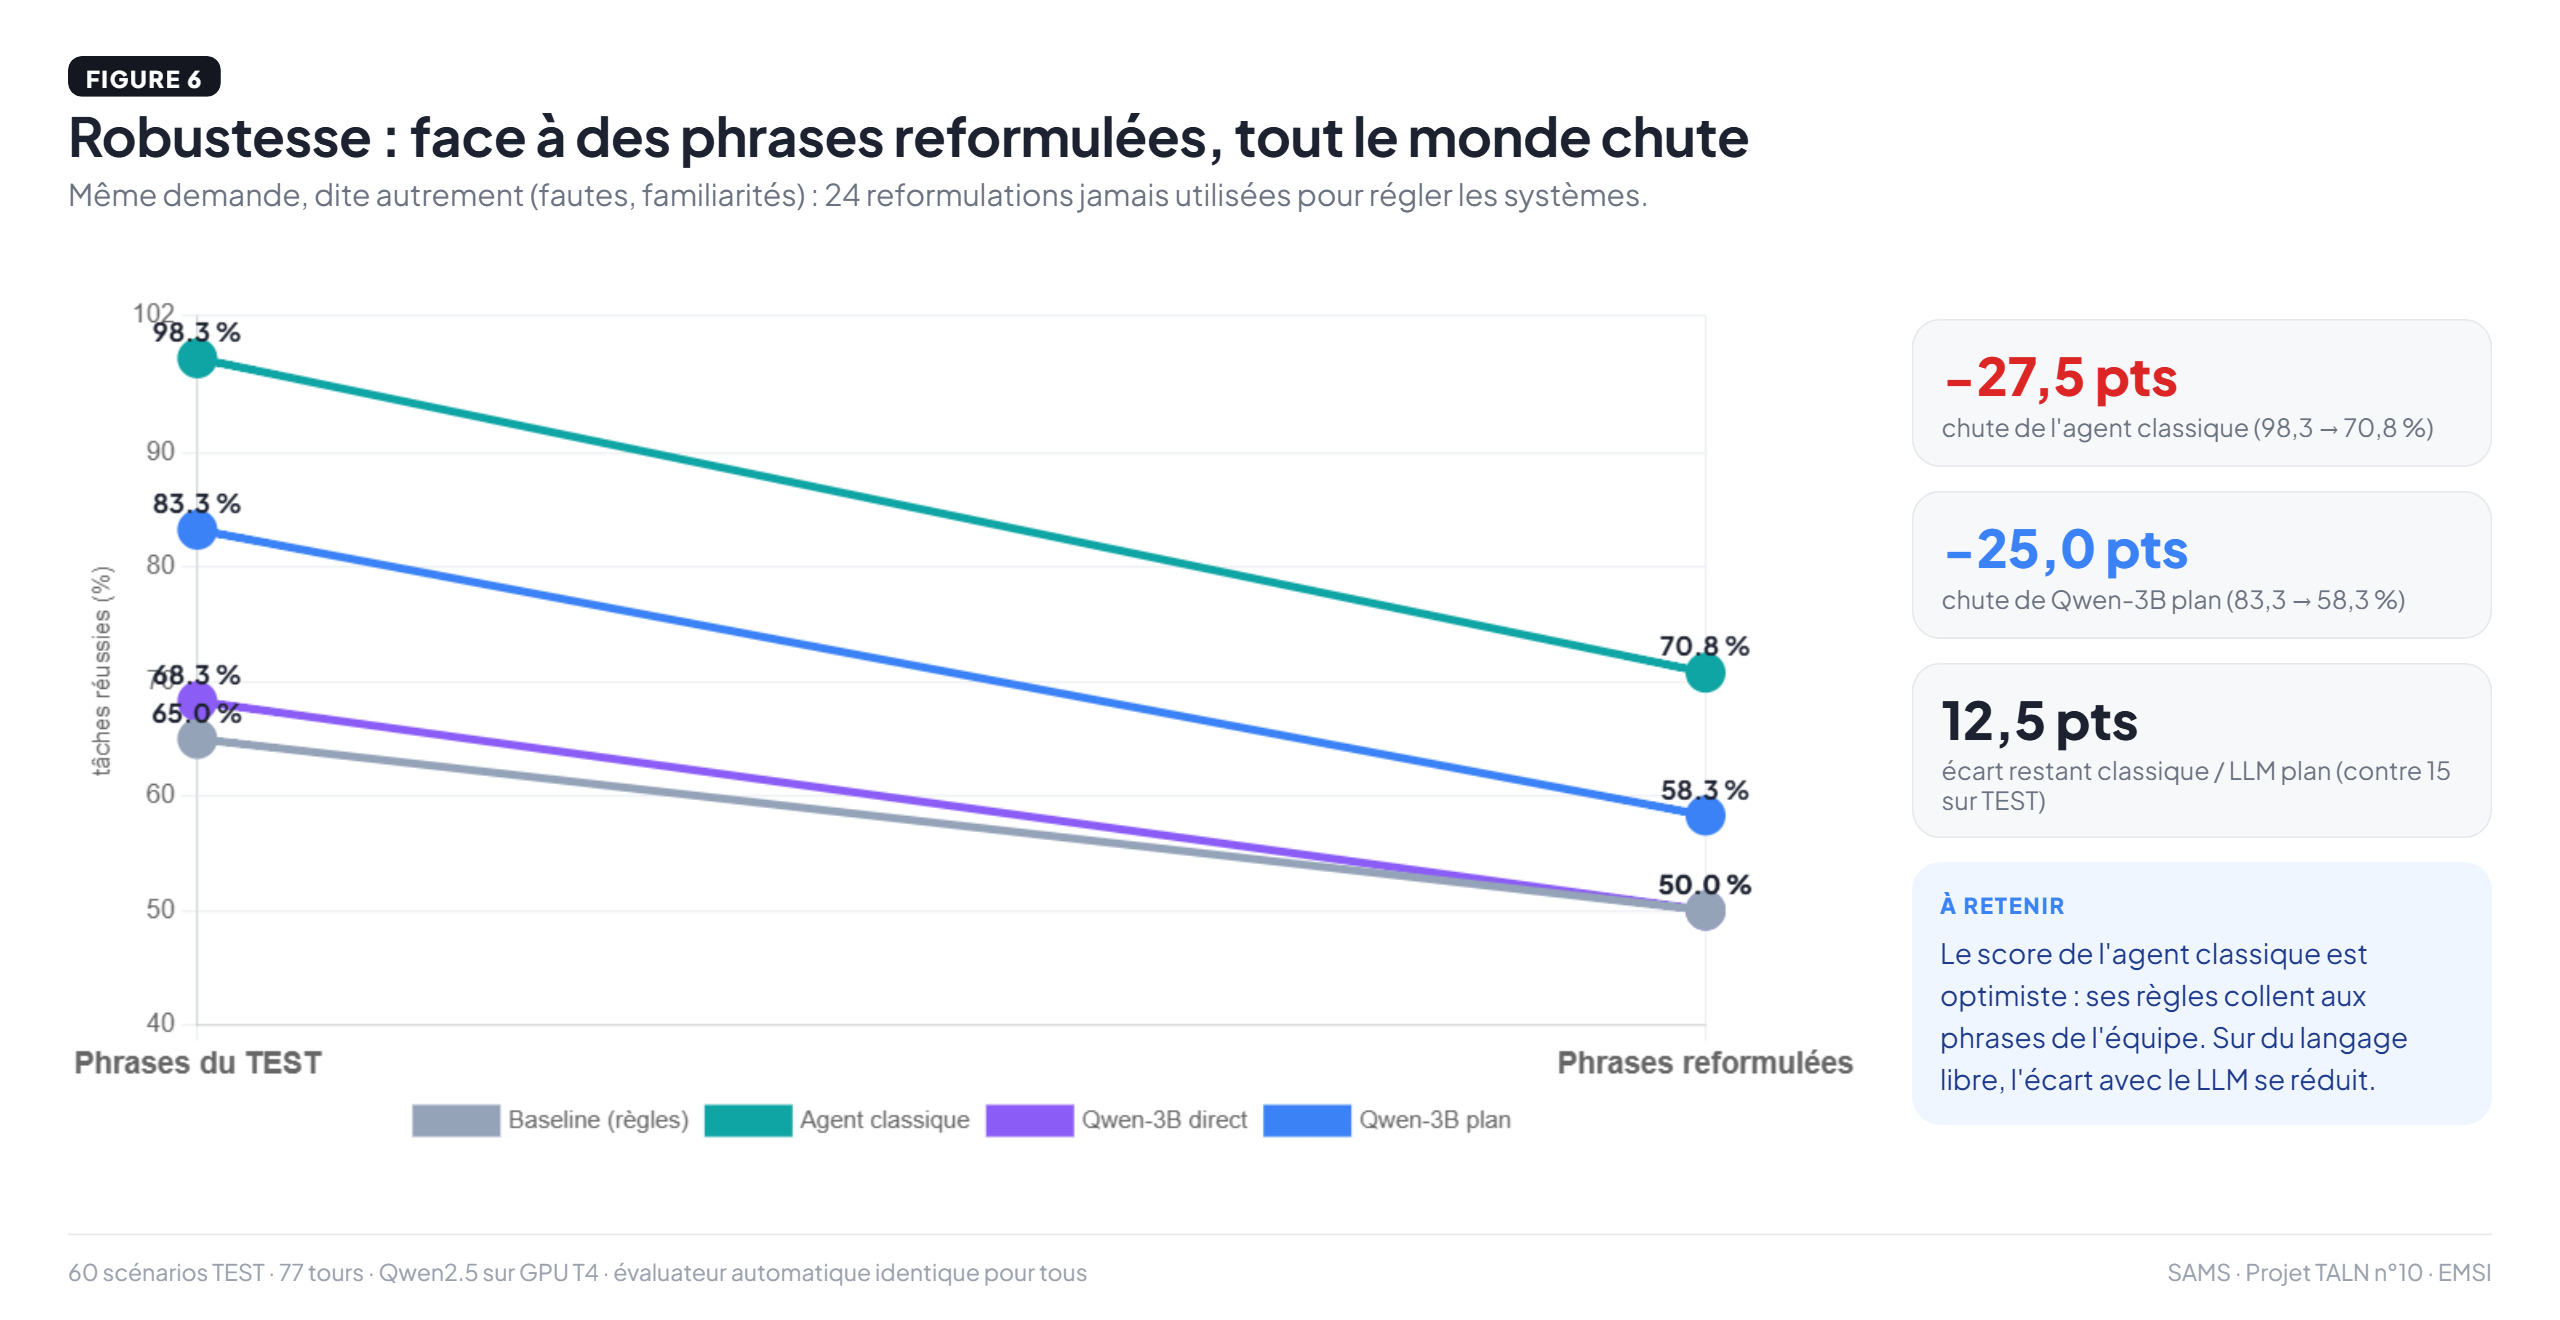 FIGURE 6
Robustesse : face à des phrases reformulées, tout le monde chute
Même demande, dite autrement (fautes, familiarités) : 24 reformulations jamais utilisées pour régler les systèmes.
tâches réussies (%)
102
90
80
70
60
50
40
98.3 %
83.3 %
68.3 %
65.0 %
70.8 %
58.3 %
50.0 %
Phrases du TEST
Phrases reformulées
Baseline (règles)
Agent classique
Qwen-3B direct
Qwen-3B plan
−27,5 pts
chute de l'agent classique (98,3 → 70,8 %)
−25,0 pts
chute de Qwen-3B plan (83,3 → 58,3 %)
12,5 pts
écart restant classique / LLM plan (contre 15
sur TEST)
À RETENIR
Le score de l'agent classique est
optimiste : ses règles collent aux
phrases de l'équipe. Sur du langage
libre, l'écart avec le LLM se réduit.
60 scénarios TEST · 77 tours · Qwen2.5 sur GPU T4 · évaluateur automatique identique pour tous
SAMS · Projet TALN n°10 · EMSI